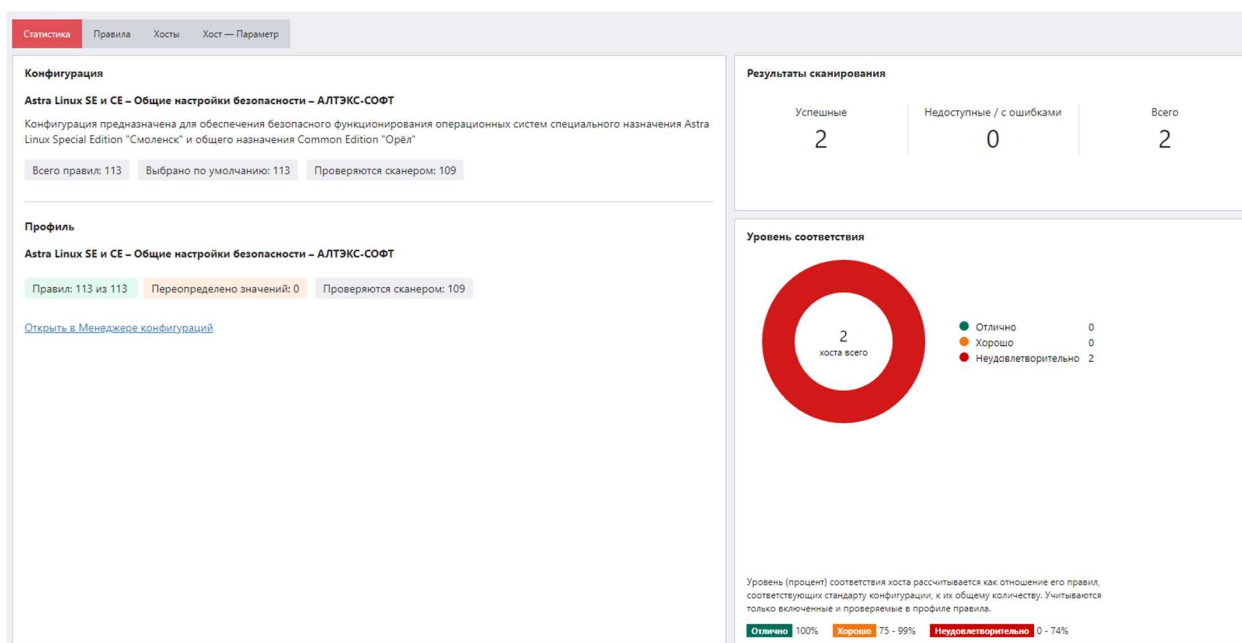 Статистика Правила Хосты Хост — Параметр
Конфигурация
Astra Linux SE и CE – Общие настройки безопасности – АЛТЭКС-СОФТ
Конфигурация предназначена для обеспечения безопасного функционирования операционных систем специального назначения Astra
Linux Special Edition "Смоленск" и общего назначения Common Edition "Орёл"
Всего правил: 113 Выбрано по умолчанию: 113 Проверяются сканером: 109
Профиль
Astra Linux SE и CE – Общие настройки безопасности – АЛТЭКС-СОФТ
Правил: 113 из 113 Переопределено значений: 0 Проверяются сканером: 109
Открыть в Менеджере конфигураций
Результаты сканирования
Успешные Недоступные / с ошибками Всего
2 0 2
Уровень соответствия
2
хоста всего
Отлично 0
Хорошо 0
Неудовлетворительно 2
Уровень (процент) соответствия хоста рассчитывается как отношение его правил,
соответствующих стандарту конфигурации, к их общему количеству. Учитываются
только включенные и проверяемые в профиле правила.
Отлично 100% Хорошо 75 - 99% Неудовлетворительно 0 - 74%